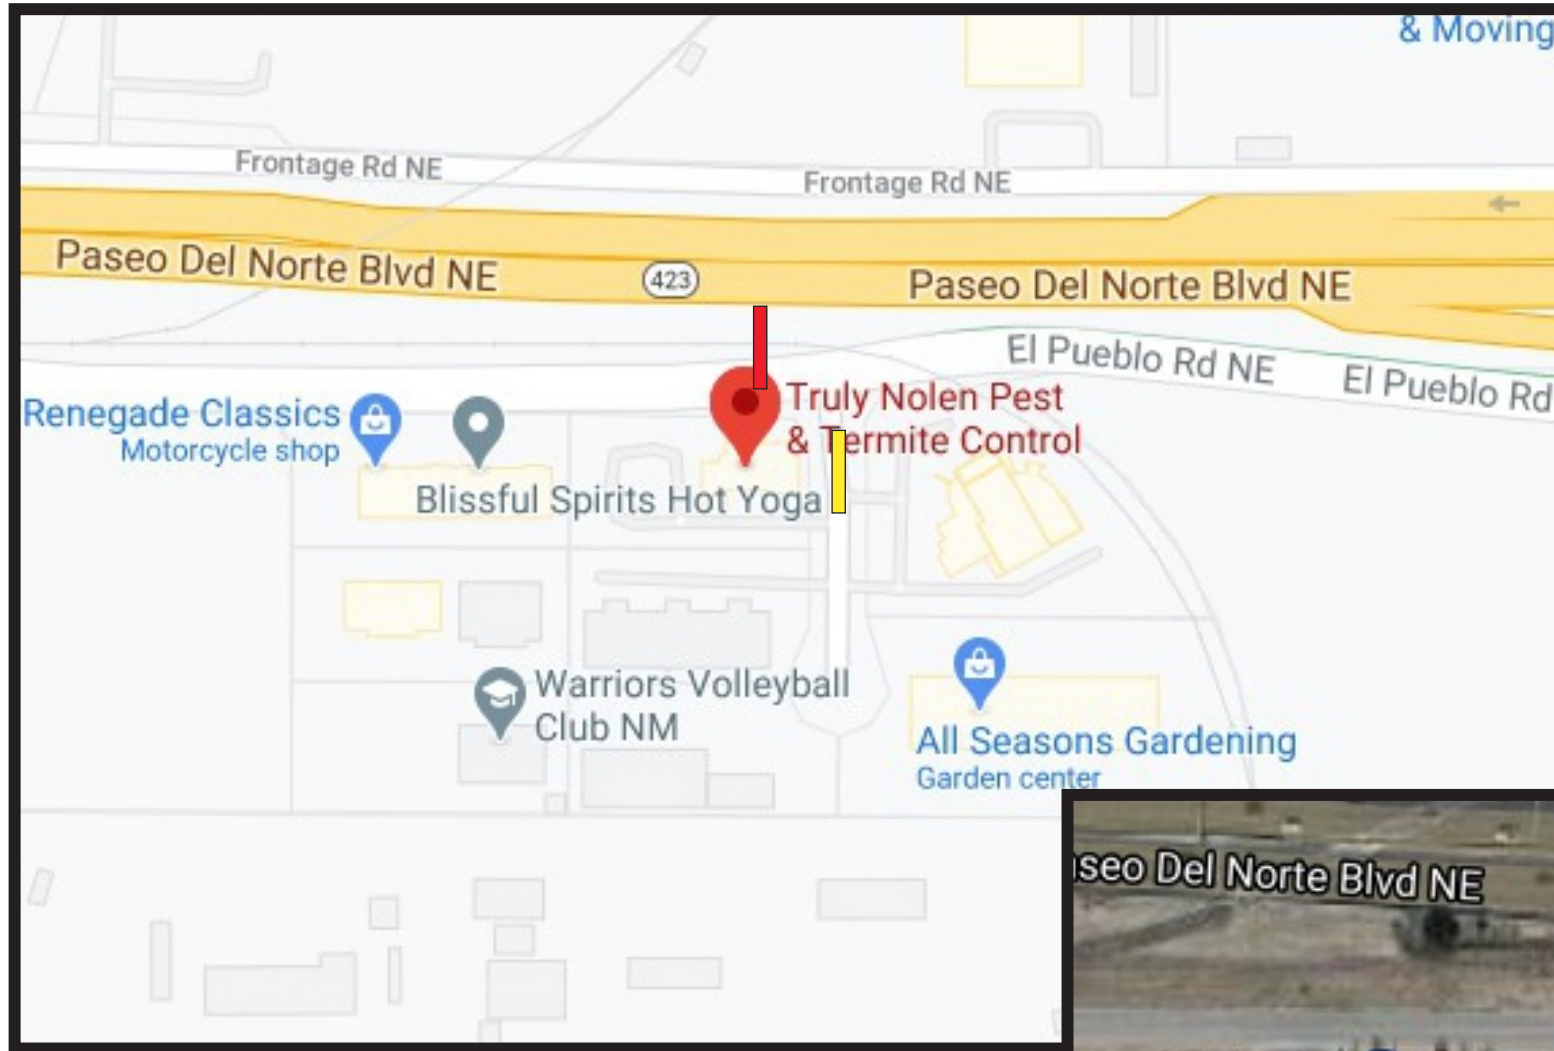 & Moving
Frontage Rd NE
Frontage Rd NE
Paseo Del Norte Blvd NE
423
Paseo Del Norte Blvd NE
El Pueblo Rd NE
El Pueblo Rd
Renegade Classics
Motorcycle shop
Truly Nolen Pest
& Termite Control
Blissful Spirits Hot Yoga
Warriors Volleyball
Club NM
All Seasons Gardening
Garden center
seo Del Norte Blvd NE